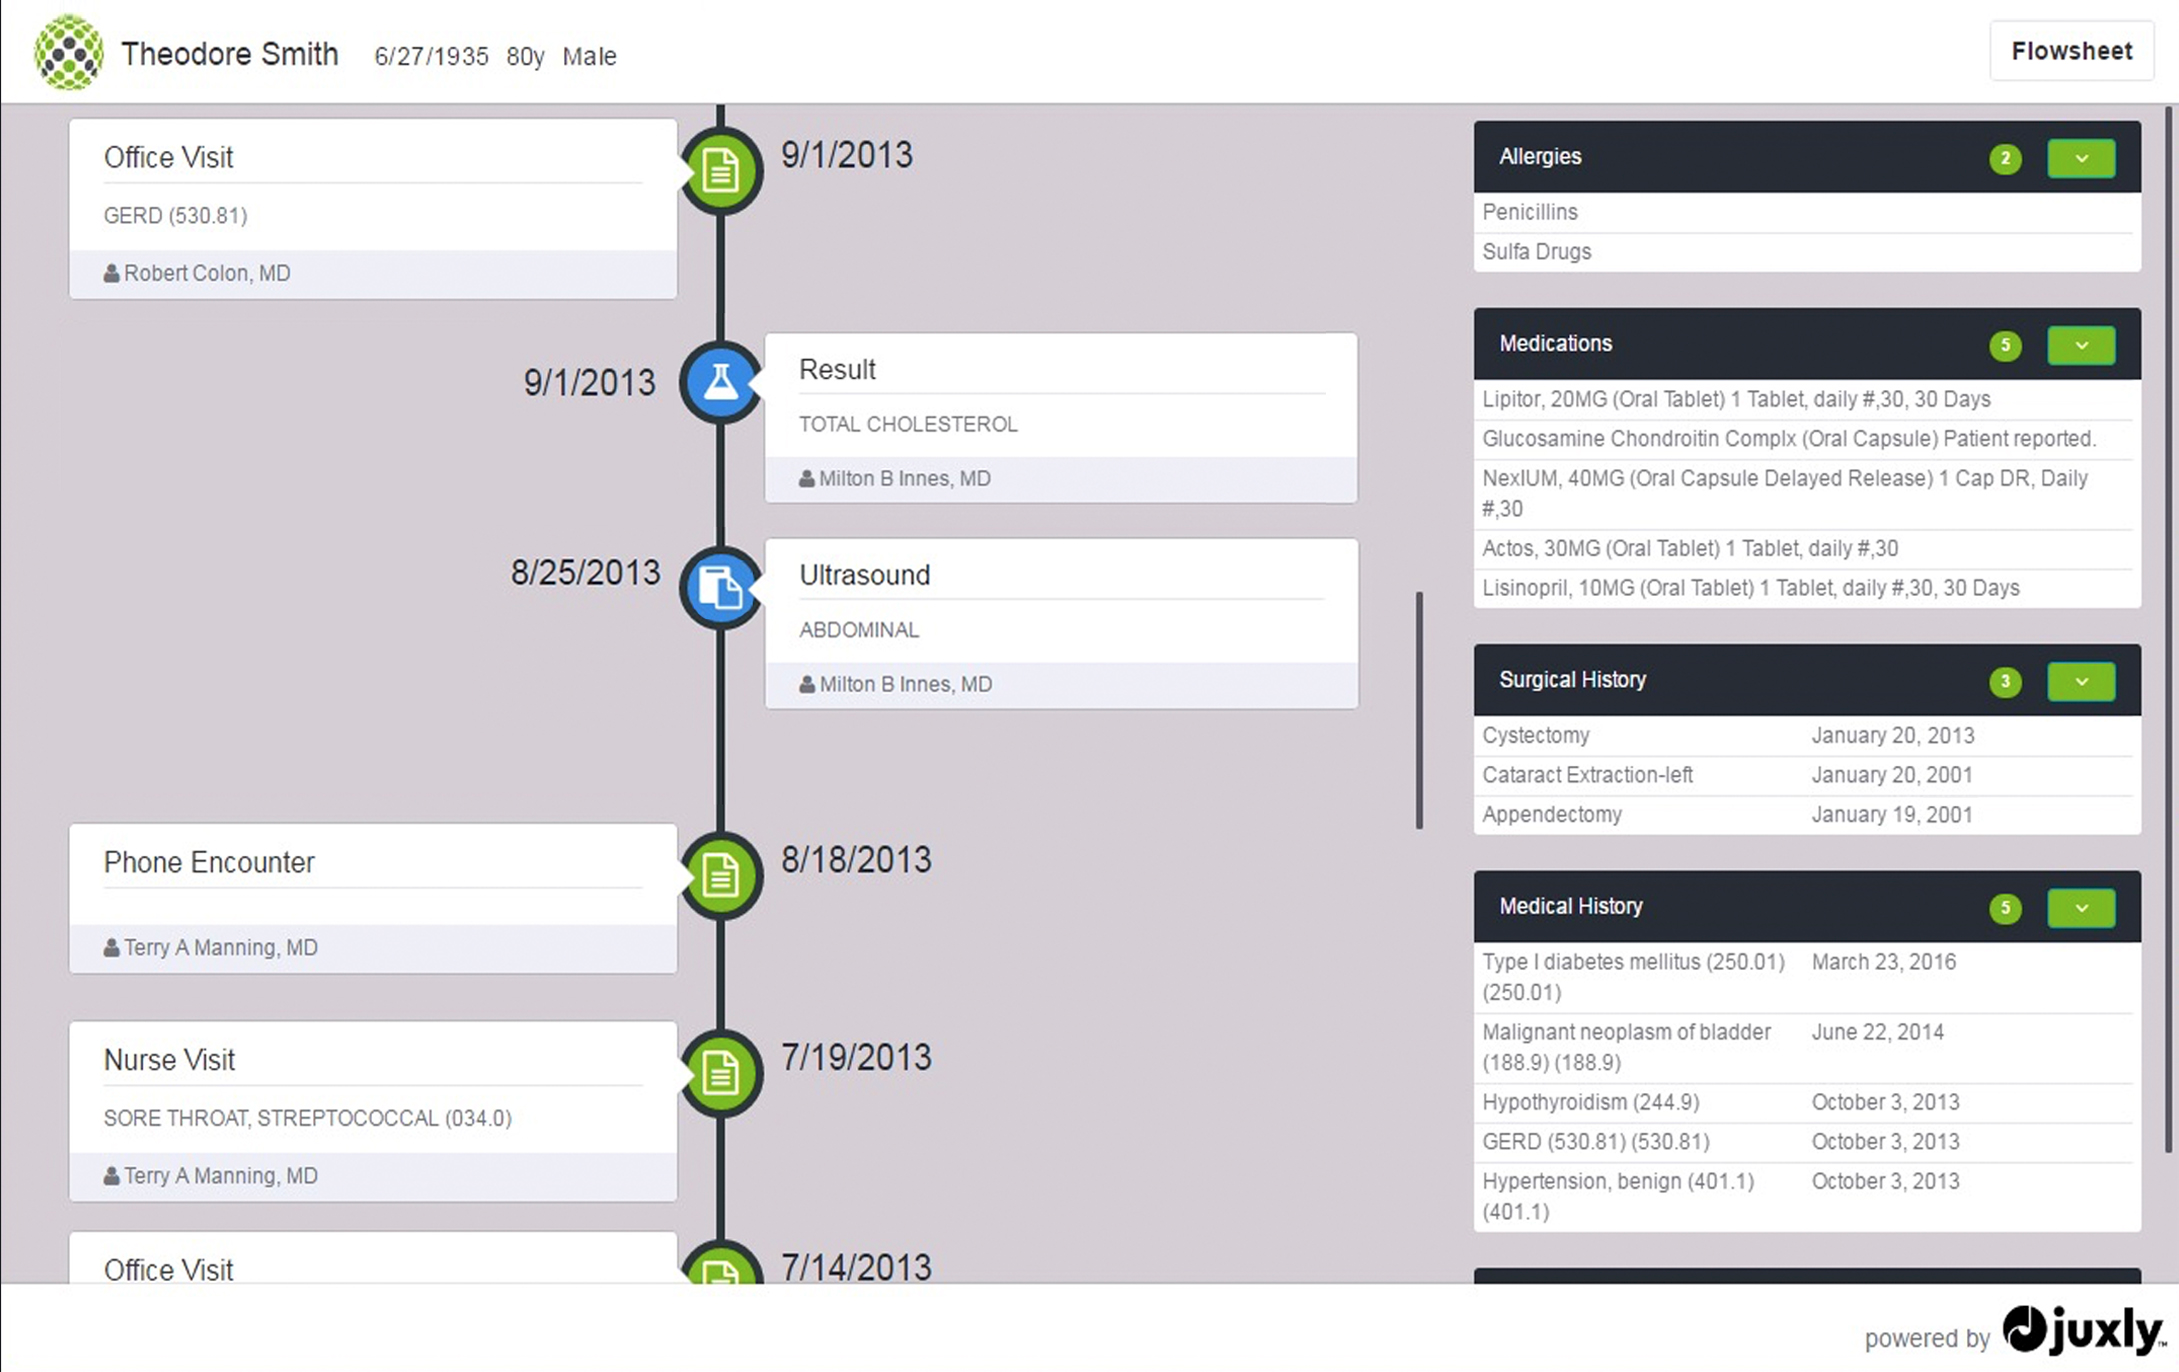 Theodore Smith 6/27/1935 80y Male
Flowsheet
Office Visit
GERD (530.81)
Robert Colon, MD
9/1/2013
9/1/2013
Result
TOTAL CHOLESTEROL
Milton B Innes, MD
8/25/2013
Ultrasound
ABDOMINAL
Milton B Innes, MD
Phone Encounter
Terry A Manning, MD
8/18/2013
Nurse Visit
SORE THROAT, STREPTOCOCCAL (034.0)
Terry A Manning, MD
7/19/2013
Office Visit
7/14/2013
Allergies 2
Penicillins
Sulfa Drugs
Medications 5
Lipitor, 20MG (Oral Tablet) 1 Tablet, daily #,30, 30 Days
Glucosamine Chondroitin Complx (Oral Capsule) Patient reported.
NexIUM, 40MG (Oral Capsule Delayed Release) 1 Cap DR, Daily
#,30
Actos, 30MG (Oral Tablet) 1 Tablet, daily #,30
Lisinopril, 10MG (Oral Tablet) 1 Tablet, daily #,30, 30 Days
Surgical History 3
Cystectomy January 20, 2013
Cataract Extraction-left January 20, 2001
Appendectomy January 19, 2001
Medical History 5
Type I diabetes mellitus (250.01) March 23, 2016
(250.01)
Malignant neoplasm of bladder June 22, 2014
(188.9) (188.9)
Hypothyroidism (244.9) October 3, 2013
GERD (530.81) (530.81) October 3, 2013
Hypertension, benign (401.1) October 3, 2013
(401.1)
powered by juxly™